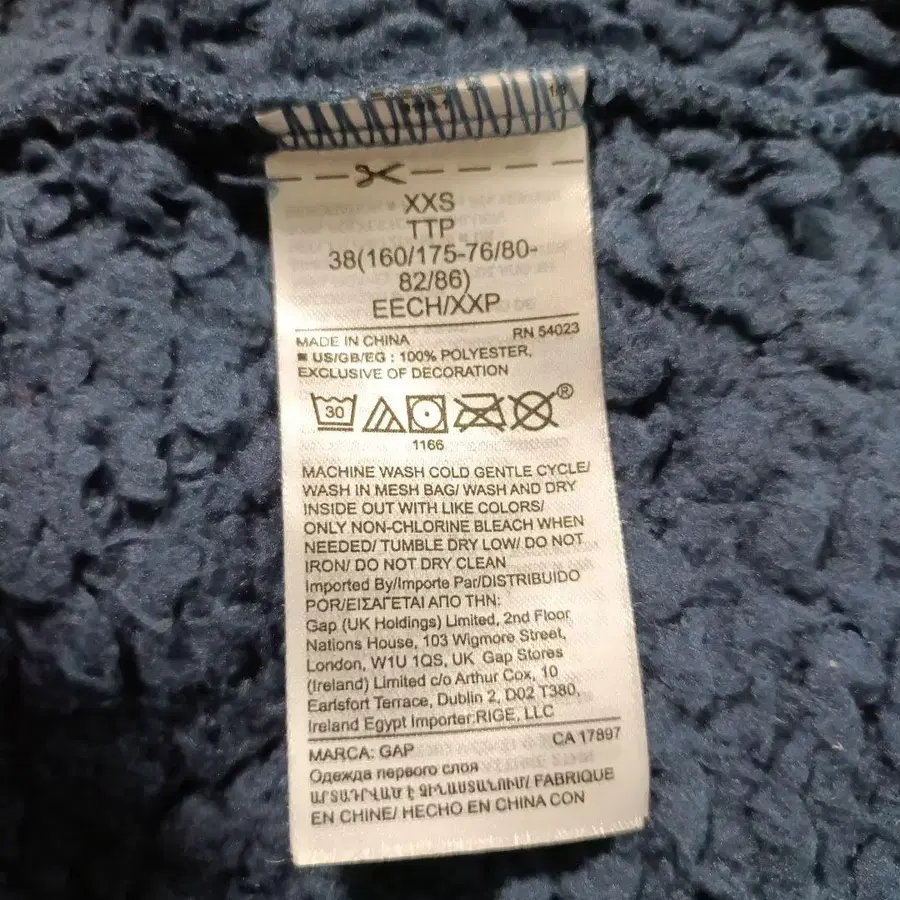 XXS
TTP
38(160/175-76/80-
82/86)
EECH/XXP
MADE IN CHINA RN 54023
US/GB/EG : 100% POLYESTER,
EXCLUSIVE OF DECORATION
30
®
1166
MACHINE WASH COLD GENTLE CYCLE/
WASH IN MESH BAG/ WASH AND DRY
INSIDE OUT WITH LIKE COLORS/
ONLY NON-CHLORINE BLEACH WHEN
NEEDED/ TUMBLE DRY LOW/ DO NOT
IRON/ DO NOT DRY CLEAN
Imported By/Importe Par/DISTRIBUIDO
POR/ΕΙΣΑΓΕΤΑΙ ΑΠΟ ΤΗΝ:
Gap (UK Holdings) Limited, 2nd Floor
Nations House, 103 Wigmore Street,
London, W1U 1QS, UK Gap Stores
(Ireland) Limited c/o Arthur Cox, 10
Earlsfort Terrace, Dublin 2, D02 T380,
Ireland Egypt Importer:RIGE, LLC
MARCA: GAP CA 17897
Одежда первого слоя
ԱՐՏԱԴՐՎԱԾ Է ՉԻՆԱՍՏԱՆՈՒՄ/ FABRIQUE
EN CHINE/ HECHO EN CHINA CON